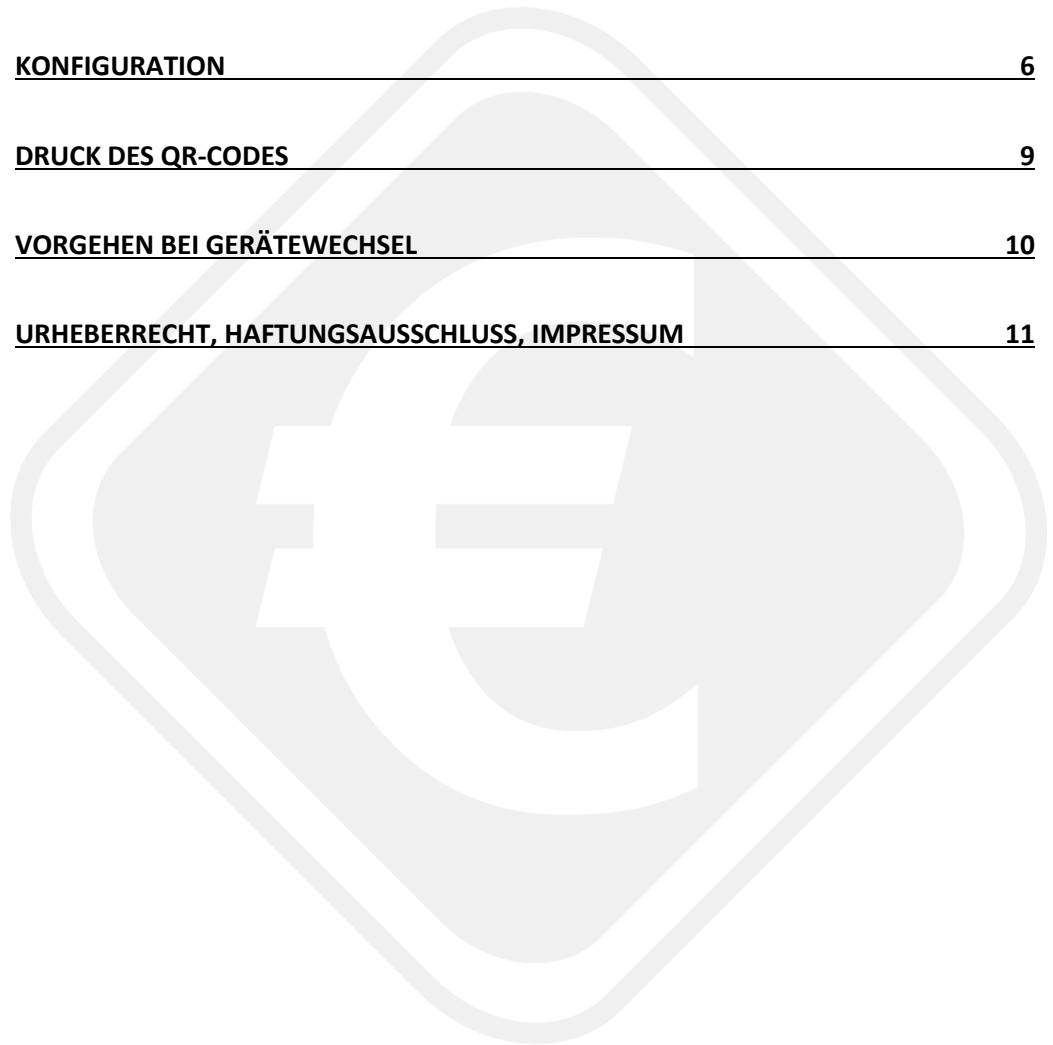 KONFIGURATION 6
DRUCK DES QR-CODES 9
VORGEHEN BEI GERÄTEWECHSEL 10
URHEBERRECHT, HAFTUNGSAUSSCHLUSS, IMPRESSUM 11
€